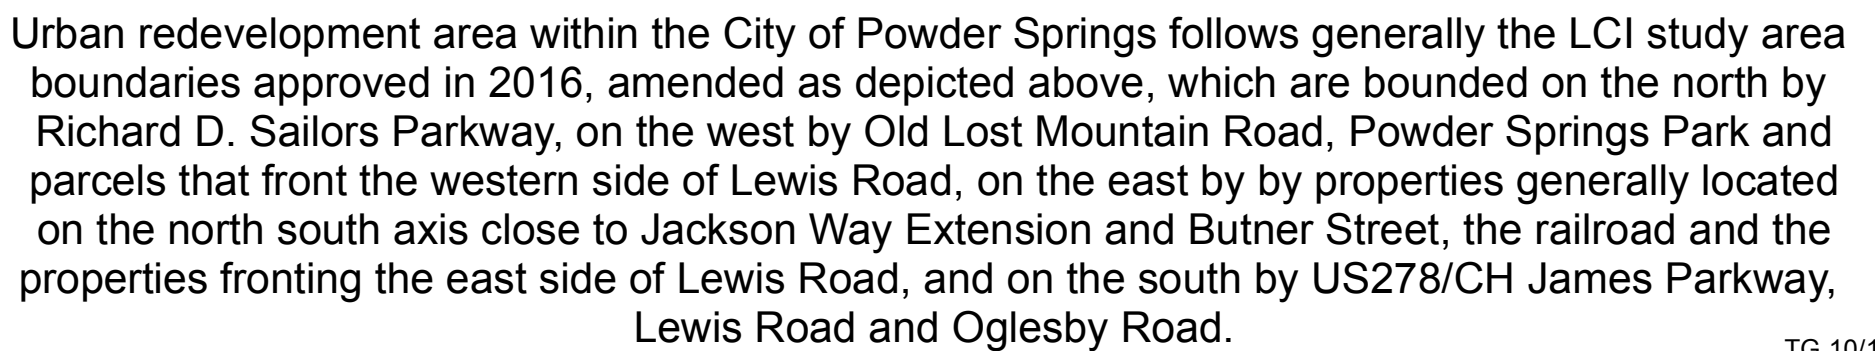 Urban redevelopment area within the City of Powder Springs follows generally the LCI study area
boundaries approved in 2016, amended as depicted above, which are bounded on the north by
Richard D. Sailors Parkway, on the west by Old Lost Mountain Road, Powder Springs Park and
parcels that front the western side of Lewis Road, on the east by by properties generally located
on the north south axis close to Jackson Way Extension and Butner Street, the railroad and the
properties fronting the east side of Lewis Road, and on the south by US278/CH James Parkway,
Lewis Road and Oglesby Road.
TG 10/1